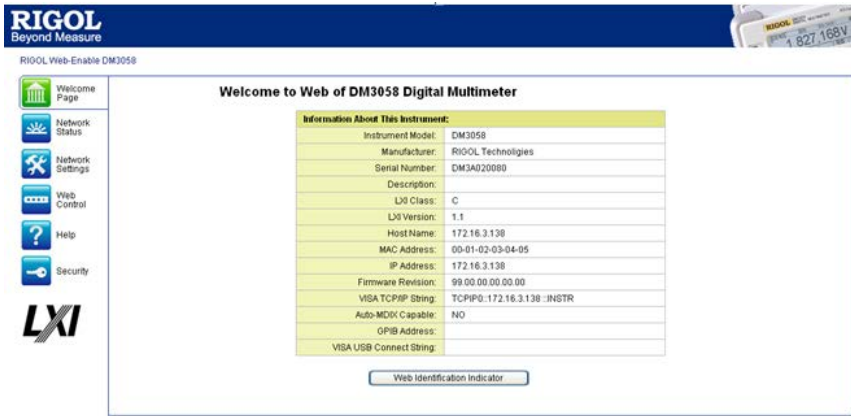 RIGOL
Beyond Measure
RIGOL
1 827.168V
RIGOL Web-Enable DM3058
Welcome Page
Network Status
Network Settings
Web Control
Help
Security
LXI
Welcome to Web of DM3058 Digital Multimeter
Information About This Instrument:
Instrument Model: DM3058
Manufacturer: RIGOL Technoligies
Serial Number: DM3A020080
Description:
LXI Class: C
LXI Version: 1.1
Host Name: 172.16.3.138
MAC Address: 00-01-02-03-04-05
IP Address: 172.16.3.138
Firmware Revision: 99.00.00.00.00.00
VISA TCP/IP String: TCPIP0::172.16.3.138 ::INSTR
Auto-MDIX Capable: NO
GPIB Address:
VISA USB Connect String:
Web Identification Indicator